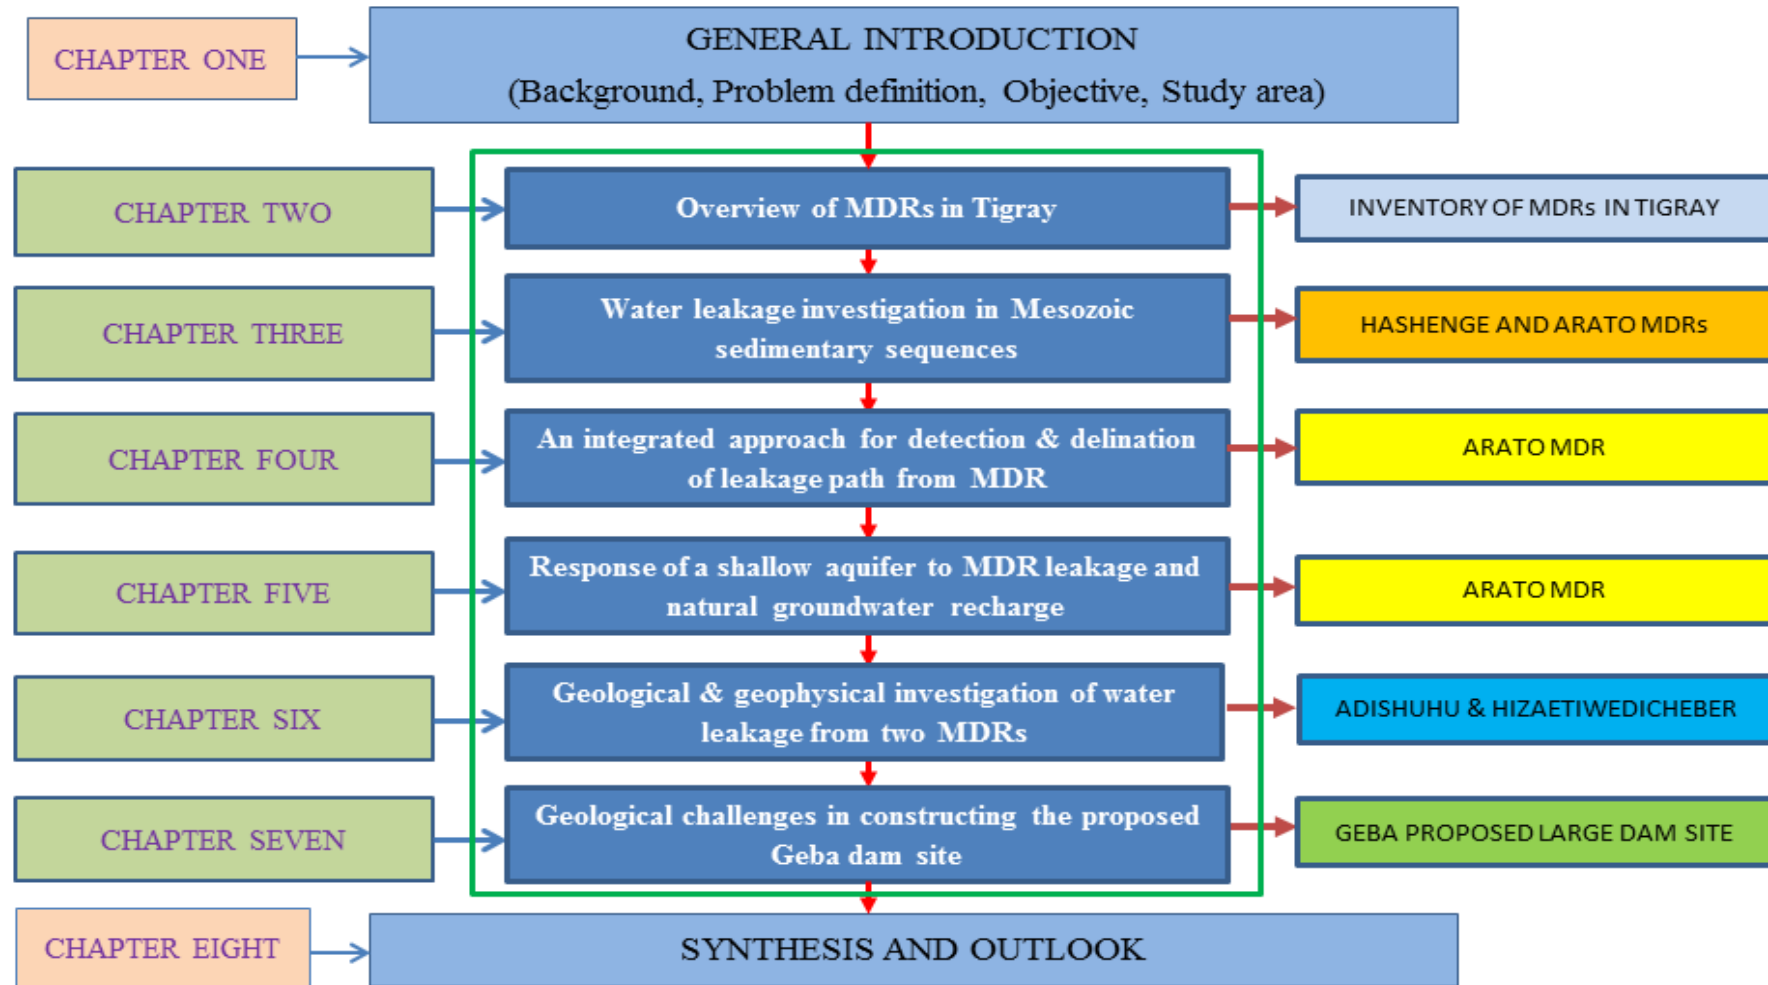 CHAPTER ONE
GENERAL INTRODUCTION
(Background, Problem definition, Objective, Study area)
CHAPTER TWO
Overview of MDRs in Tigray
INVENTORY OF MDRs IN TIGRAY
CHAPTER THREE
Water leakage investigation in Mesozoic
sedimentary sequences
HASHENGE AND ARATO MDRs
CHAPTER FOUR
An integrated approach for detection & delination
of leakage path from MDR
ARATO MDR
CHAPTER FIVE
Response of a shallow aquifer to MDR leakage and
natural groundwater recharge
ARATO MDR
CHAPTER SIX
Geological & geophysical investigation of water
leakage from two MDRs
ADISHUHU & HIZAETIWEDICHEBER
CHAPTER SEVEN
Geological challenges in constructing the proposed
Geba dam site
GEBA PROPOSED LARGE DAM SITE
CHAPTER EIGHT
SYNTHESIS AND OUTLOOK